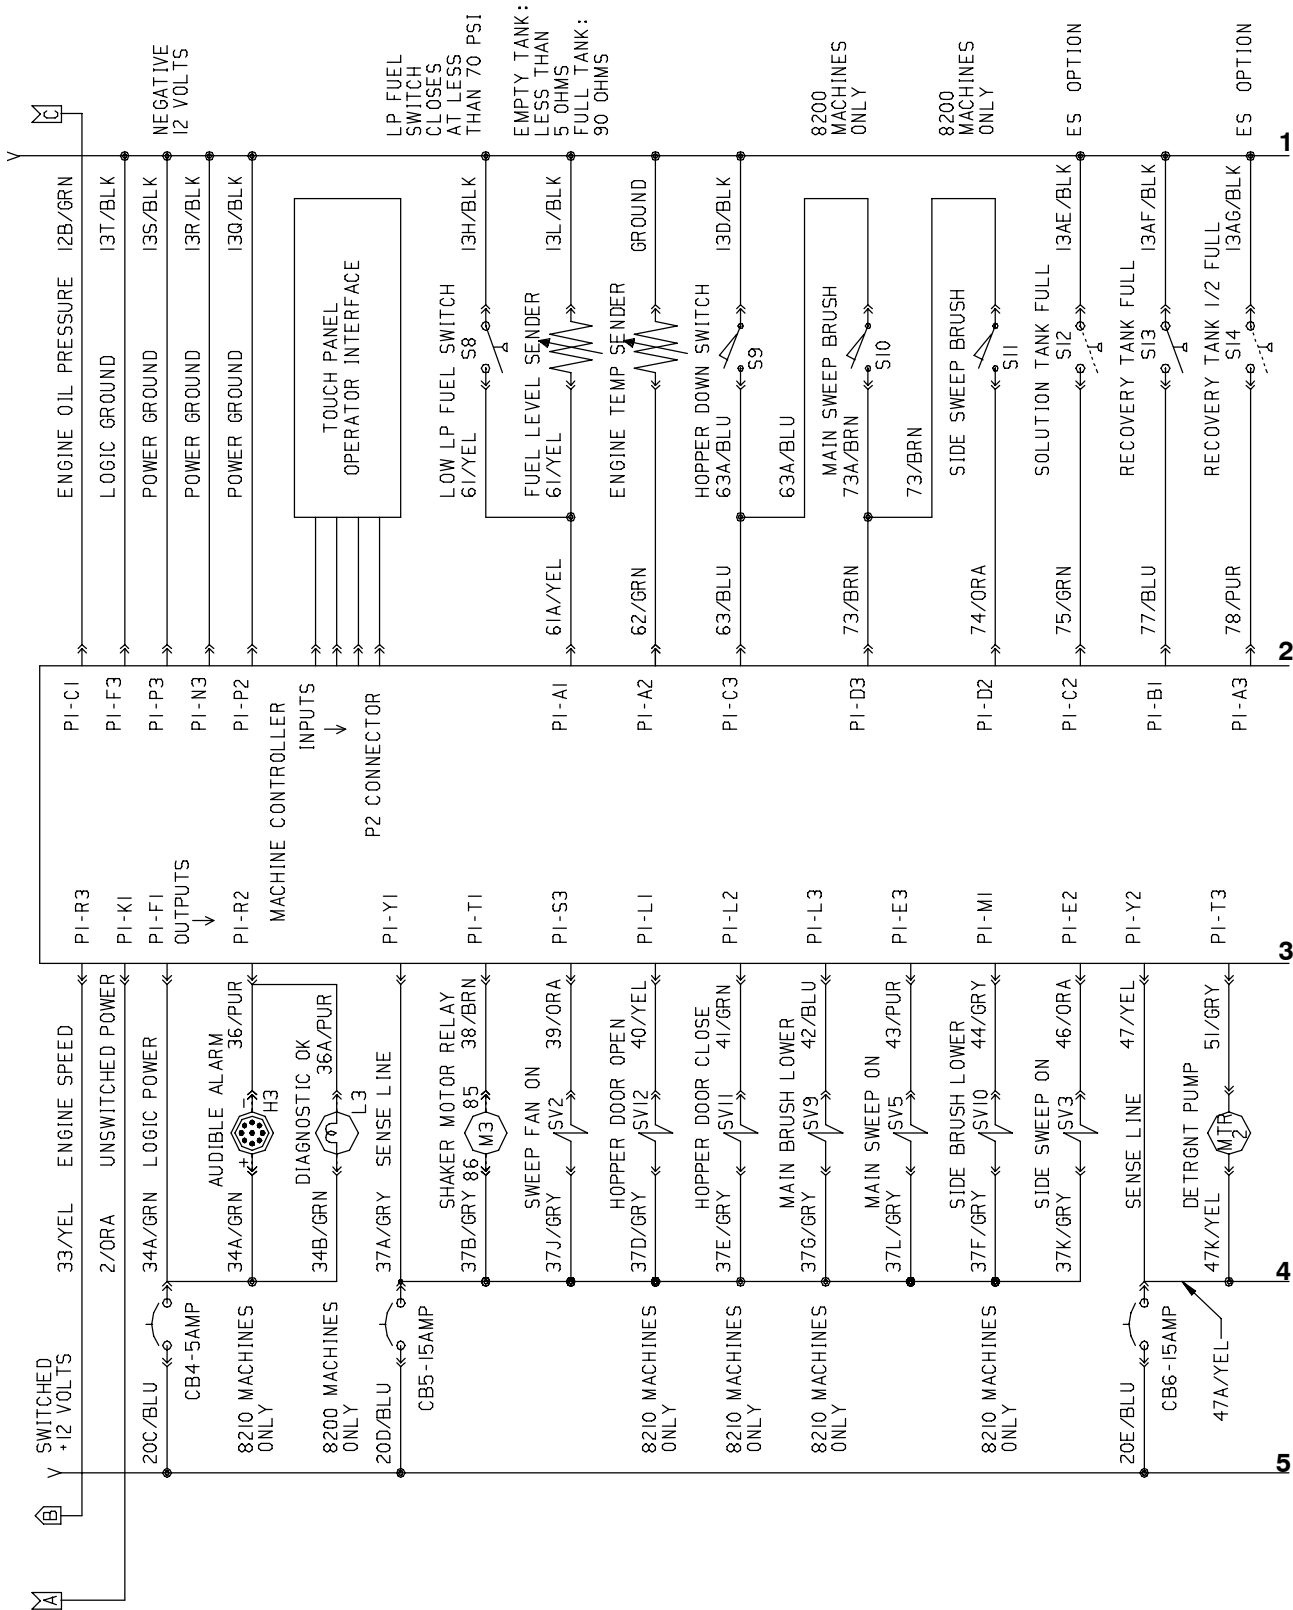 C
NEGATIVE
12 VOLTS
LP FUEL
SWITCH
CLOSES
AT LESS
THAN 70 PSI
EMPTY TANK:
LESS THAN
5 OHMS
FULL TANK:
90 OHMS
8200
MACHINES
ONLY
8200
MACHINES
ONLY
ES OPTION
ES OPTION
1
ENGINE OIL PRESSURE 12B/GRN
LOGIC GROUND 13T/BLK
POWER GROUND 13S/BLK
POWER GROUND 13R/BLK
POWER GROUND 13Q/BLK
TOUCH PANEL
OPERATOR INTERFACE
LOW LP FUEL SWITCH
61/YEL S8 13H/BLK
FUEL LEVEL SENDER
61/YEL 13L/BLK
ENGINE TEMP SENDER GROUND
HOPPER DOWN SWITCH
63A/BLU S9 13D/BLK
63A/BLU
MAIN SWEEP BRUSH
73A/BRN S10
73/BRN
SIDE SWEEP BRUSH
S11
SOLUTION TANK FULL
S12 13AE/BLK
RECOVERY TANK FULL
S13 13AF/BLK
RECOVERY TANK 1/2 FULL
S14 13AG/BLK
61A/YEL
62/GRN
63/BLU
73/BRN
74/ORA
75/GRN
77/BLU
78/PUR
2
P1-C1
P1-F3
P1-P3
P1-N3
P1-P2
MACHINE CONTROLLER
INPUTS
P2 CONNECTOR
P1-A1
P1-A2
P1-C3
P1-D3
P1-D2
P1-C2
P1-B1
P1-A3
P1-R3
P1-K1
P1-F1
OUTPUTS
P1-R2
P1-Y1
P1-T1
P1-S3
P1-L1
P1-L2
P1-L3
P1-E3
P1-M1
P1-E2
P1-Y2
P1-T3
3
33/YEL ENGINE SPEED
2/ORA UNSWITCHED POWER
34A/GRN LOGIC POWER
AUDIBLE ALARM
34A/GRN + - 36/PUR
H3
DIAGNOSTIC OK
34B/GRN 36A/PUR
L3
37A/GRY SENSE LINE
SHAKER MOTOR RELAY
37B/GRY 86 M3 85 38/BRN
SWEEP FAN ON
37J/GRY SV2 39/ORA
HOPPER DOOR OPEN
37D/GRY SV12 40/YEL
HOPPER DOOR CLOSE
37E/GRY SV11 41/GRN
MAIN BRUSH LOWER
37G/GRY SV9 42/BLU
MAIN SWEEP ON
37L/GRY SV5 43/PUR
SIDE BRUSH LOWER
37F/GRY SV10 44/GRY
SIDE SWEEP ON
37K/GRY SV3 46/ORA
SENSE LINE 47/YEL
DETRGNT PUMP
47K/YEL MTR 2 51/GRY
4
SWITCHED
+12 VOLTS
20C/BLU
CB4-5AMP
8210 MACHINES
ONLY
8200 MACHINES
ONLY
20D/BLU
CB5-15AMP
8210 MACHINES
ONLY
8210 MACHINES
ONLY
8210 MACHINES
ONLY
8210 MACHINES
ONLY
20E/BLU
CB6-15AMP
47A/YEL
5
B
A